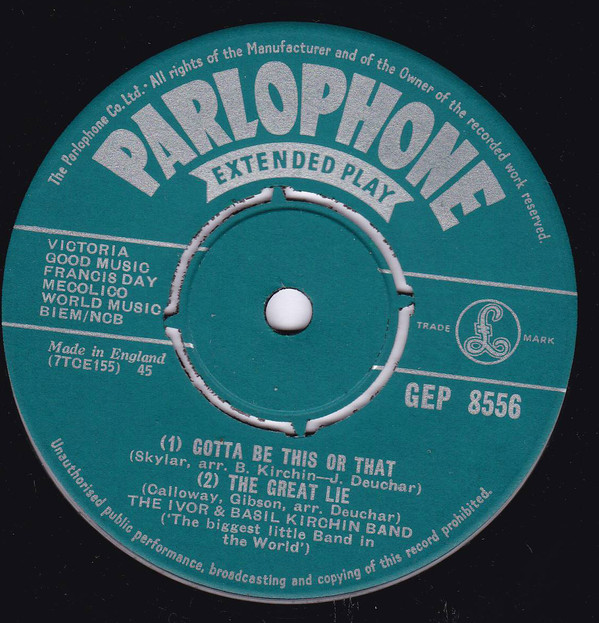 The Parlophone Co. Ltd. · All rights of the Manufacturer and of the Owner of the recorded work reserved.
PARLOPHONE
EXTENDED PLAY
VICTORIA
GOOD MUSIC
FRANCIS DAY
MECOLICO
WORLD MUSIC
BIEM/NCB
TRADE £ MARK
Made in England
(7TCE155) 45
GEP 8556
(1) GOTTA BE THIS OR THAT
(Skylar, arr. B. Kirchin—J. Deuchar)
(2) THE GREAT LIE
(Calloway, Gibson, arr. Deuchar)
THE IVOR & BASIL KIRCHIN BAND
('The biggest little Band in
the World')
Unauthorised public performance, broadcasting and copying of this record prohibited.